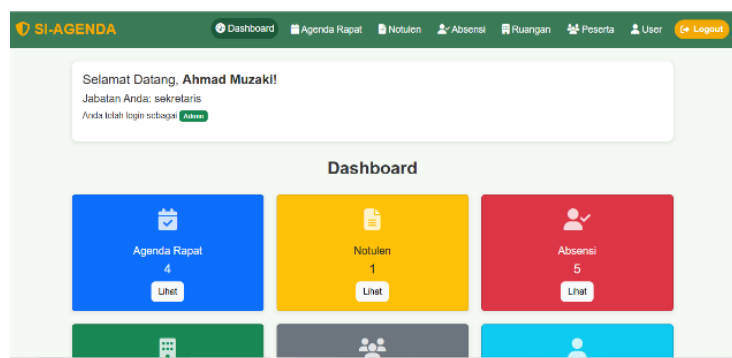 SI-AGENDA
Dashboard Agenda Rapat Notulen Absensi Ruangan Peserta User Logout
Selamat Datang, Ahmad Muzaki!
Jabatan Anda: sekretaris
Anda telah login sebagai Admin
Dashboard
Agenda Rapat
4
Lihat
Notulen
1
Lihat
Absensi
5
Lihat